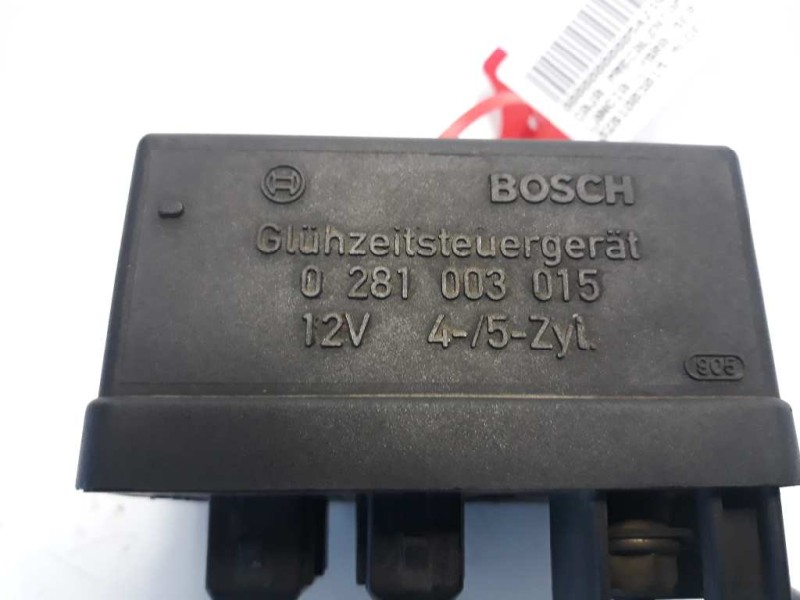 BOSCH
Glühzeitsteuergerät
0 281 003 015
12V 4-/5-Zyl.
905